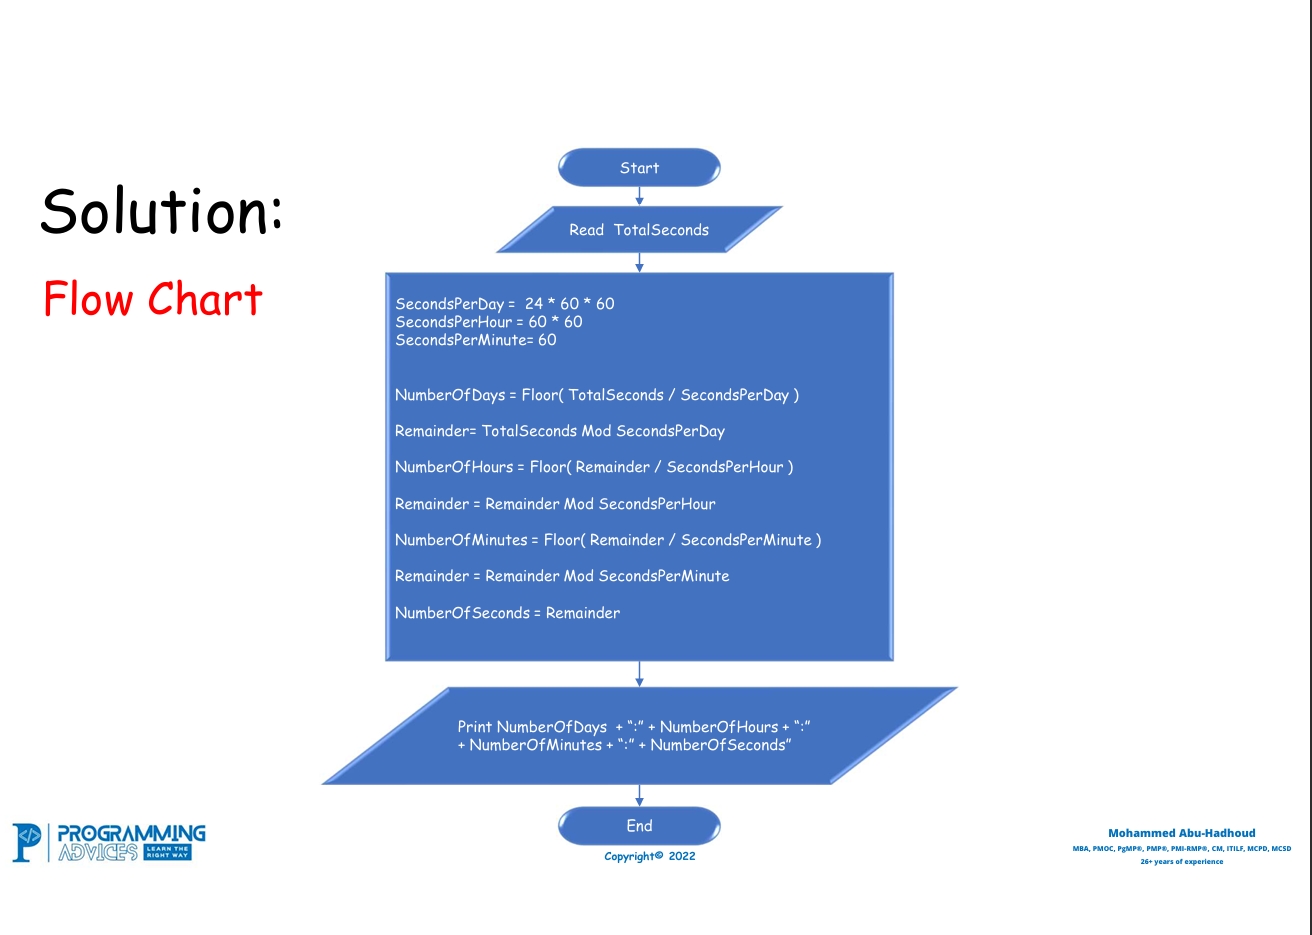 Solution:
Flow Chart
Start
Read  TotalSeconds
SecondsPerDay =  24 * 60 * 60
SecondsPerHour = 60 * 60
SecondsPerMinute= 60
NumberOfDays = Floor( TotalSeconds / SecondsPerDay )
Remainder= TotalSeconds Mod SecondsPerDay
NumberOfHours = Floor( Remainder / SecondsPerHour )
Remainder = Remainder Mod SecondsPerHour
NumberOfMinutes = Floor( Remainder / SecondsPerMinute )
Remainder = Remainder Mod SecondsPerMinute
NumberOfSeconds = Remainder
Print NumberOfDays  + “:” + NumberOfHours + “:”
+ NumberOfMinutes + “:” + NumberOfSeconds”
End
PROGRAMMING
ADVICES
LEARN THE
RIGHT WAY
Copyright© 2022
Mohammed Abu-Hadhoud
MBA, PMOC, PgMP®, PMP®, PMI-RMP®, CM, ITILF, MCPD, MCSD
26+ years of experience